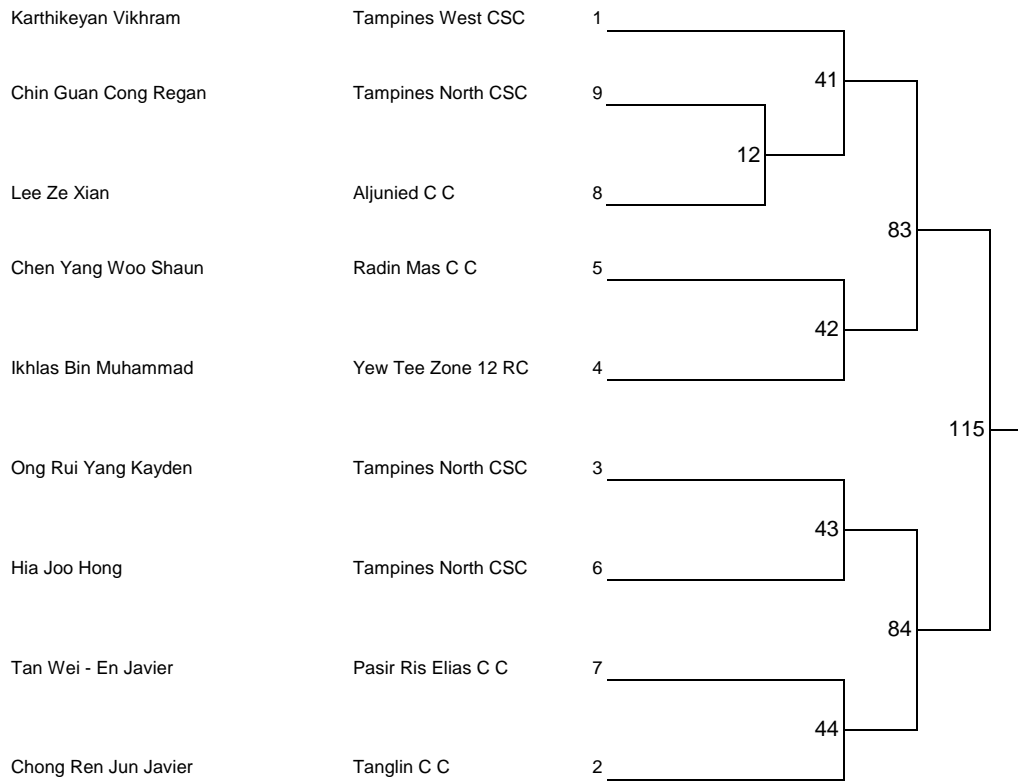 Karthikeyan Vikhram Tampines West CSC 1
41
Chin Guan Cong Regan Tampines North CSC 9
12
Lee Ze Xian Aljunied C C 8
83
Chen Yang Woo Shaun Radin Mas C C 5
42
Ikhlas Bin Muhammad Yew Tee Zone 12 RC 4
115
Ong Rui Yang Kayden Tampines North CSC 3
43
Hia Joo Hong Tampines North CSC 6
84
Tan Wei - En Javier Pasir Ris Elias C C 7
44
Chong Ren Jun Javier Tanglin C C 2